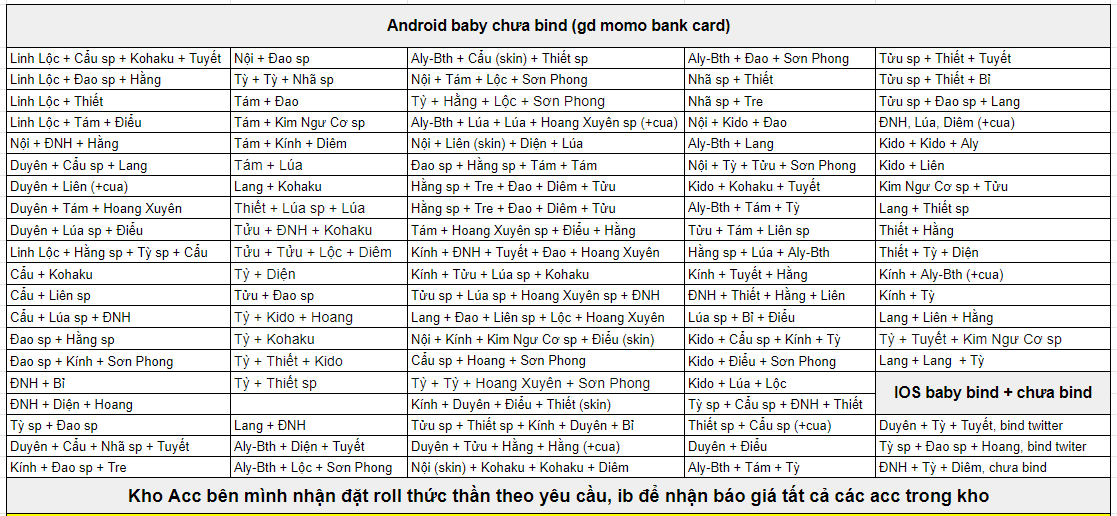 Android baby chưa bind (gd momo bank card)
Linh Lộc + Cẩu sp + Kohaku + Tuyết Nội + Đao sp Aly-Bth + Cẩu (skin) + Thiết sp Aly-Bth + Đao + Sơn Phong Tửu sp + Thiết + Tuyết
Linh Lộc + Đao sp + Hằng Tỳ + Tỳ + Nhã sp Nội + Tám + Lộc + Sơn Phong Nhã sp + Thiết Tửu sp + Thiết + Bỉ
Linh Lộc + Thiết Tám + Đao Tỳ + Hằng + Lộc + Sơn Phong Nhã sp + Tre Tửu sp + Đao sp + Lang
Linh Lộc + Tám + Điểu Tám + Kim Ngư Cơ sp Aly-Bth + Lúa + Lúa + Hoang Xuyên sp (+cua) Nội + Kido + Đao ĐNH, Lúa, Diêm (+cua)
Nội + ĐNH + Hằng Tám + Kính + Diêm Nội + Liên (skin) + Diện + Lúa Aly-Bth + Lang Kido + Kido + Aly
Duyên + Cẩu sp + Lang Tám + Lúa Đao sp + Hằng sp + Tám + Tám Nội + Tỳ + Tửu + Sơn Phong Kido + Liên
Duyên + Liên (+cua) Lang + Kohaku Hằng sp + Tre + Đao + Diêm + Tửu Kido + Kohaku + Tuyết Kim Ngư Cơ sp + Tửu
Duyên + Tám + Hoang Xuyên Thiết + Lúa sp + Lúa Hằng sp + Tre + Đao + Diêm + Tửu Aly-Bth + Tám + Tỳ Lang + Thiết sp
Duyên + Lúa sp + Điểu Tửu + ĐNH + Kohaku Tám + Hoang Xuyên sp + Điểu + Hằng Tửu + Tám + Liên sp Thiết + Hằng
Linh Lộc + Hằng sp + Tỳ sp + Cẩu Tửu + Tửu + Lộc + Diêm Kính + ĐNH + Tuyết + Đao + Hoang Xuyên Hằng sp + Lúa + Aly-Bth Thiết + Tỳ + Diện
Cẩu + Kohaku Tỳ + Diện Kính + Tửu + Lúa sp + Kohaku Kính + Tuyết + Hằng Kính + Aly-Bth (+cua)
Cẩu + Liên sp Tửu + Đao sp Tửu sp + Lúa sp + Hoang Xuyên sp + ĐNH ĐNH + Thiết + Hằng + Liên Kính + Tỳ
Cẩu + Lúa sp + ĐNH Tỳ + Kido + Hoang Lang + Đao + Liên sp + Lộc + Hoang Xuyên Lúa sp + Bỉ + Điểu Lang + Liên + Hằng
Đao sp + Hằng sp Tỳ + Kohaku Nội + Kính + Kim Ngư Cơ sp + Điểu (skin) Kido + Cẩu sp + Kính + Tỳ Tỳ + Tuyết + Kim Ngư Cơ sp
Đao sp + Kính + Sơn Phong Tỳ + Thiết + Kido Cẩu sp + Hoang + Sơn Phong Kido + Điểu + Sơn Phong Lang + Lang + Tỳ
ĐNH + Bỉ Tỳ + Thiết sp Tỳ + Tỳ + Hoang Xuyên + Sơn Phong Kido + Lúa + Lộc
IOS baby bind + chưa bind
ĐNH + Diện + Hoang Kính + Duyên + Điểu + Thiết (skin) Tỳ sp + Cẩu sp + ĐNH + Thiết
Tỳ sp + Đao sp Lang + ĐNH Tửu sp + Thiết sp + Kính + Duyên + Bỉ Thiết sp + Cẩu sp (+cua) Duyên + Tỳ + Tuyết, bind twitter
Duyên + Cẩu + Nhã sp + Tuyết Aly-Bth + Diện + Tuyết Duyên + Tửu + Hằng + Hằng (+cua) Duyên + Điểu Tỳ sp + Đao sp + Hoang, bind twiter
Kính + Đao sp + Tre Aly-Bth + Lộc + Sơn Phong Nội (skin) + Kohaku + Kohaku + Diêm Aly-Bth + Tám + Tỳ ĐNH + Tỳ + Diêm, chưa bind
Kho Acc bên mình nhận đặt roll thức thần theo yêu cầu, ib để nhận báo giá tất cả các acc trong kho